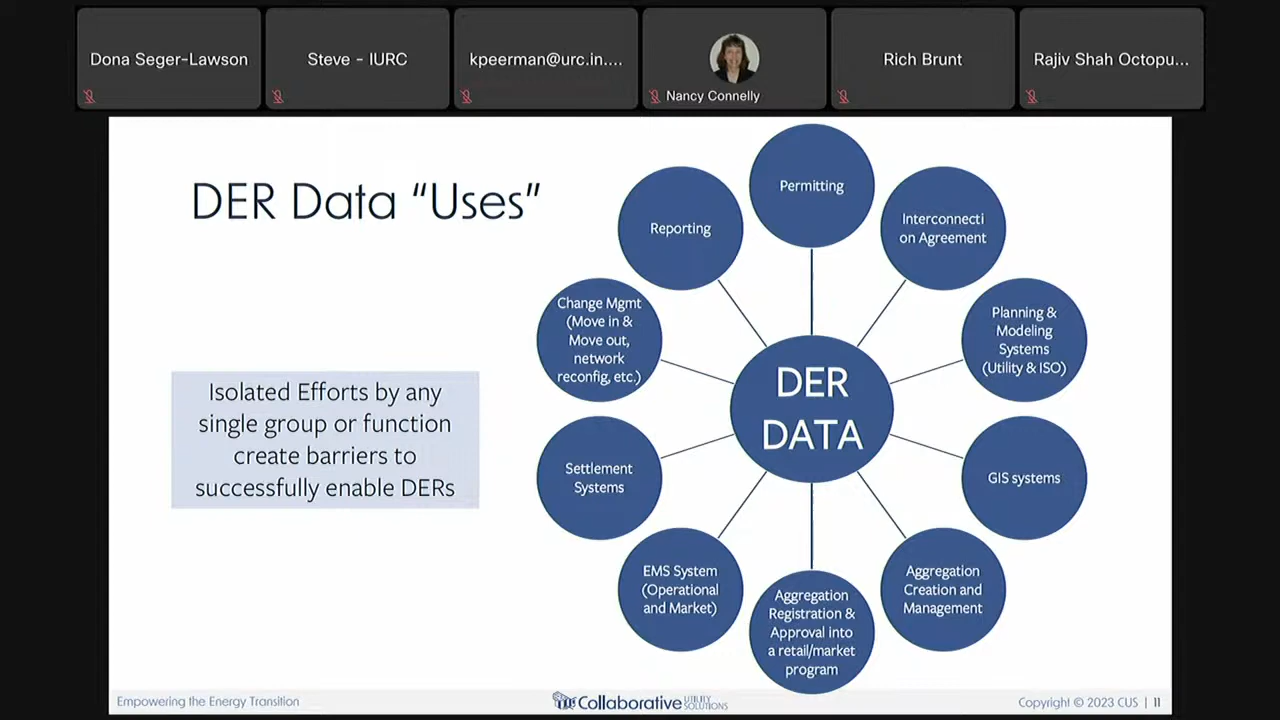 Dona Seger-Lawson
Steve - IURC
kpeerman@urc.in....
Nancy Connelly
Rich Brunt
Rajiv Shah Octopu...
DER Data “Uses”
Isolated Efforts by any
single group or function
create barriers to
successfully enable DERs
DER
DATA
Permitting
Interconnecti
on Agreement
Planning &
Modeling
Systems
(Utility & ISO)
GIS systems
Aggregation
Creation and
Management
Aggregation
Registration &
Approval into
a retail/market
program
EMS System
(Operational
and Market)
Settlement
Systems
Change Mgmt
(Move in &
Move out,
network
reconfig, etc.)
Reporting
Empowering the Energy Transition
Collaborative UTILITY
SOLUTIONS
Copyright © 2023 CUS | 11